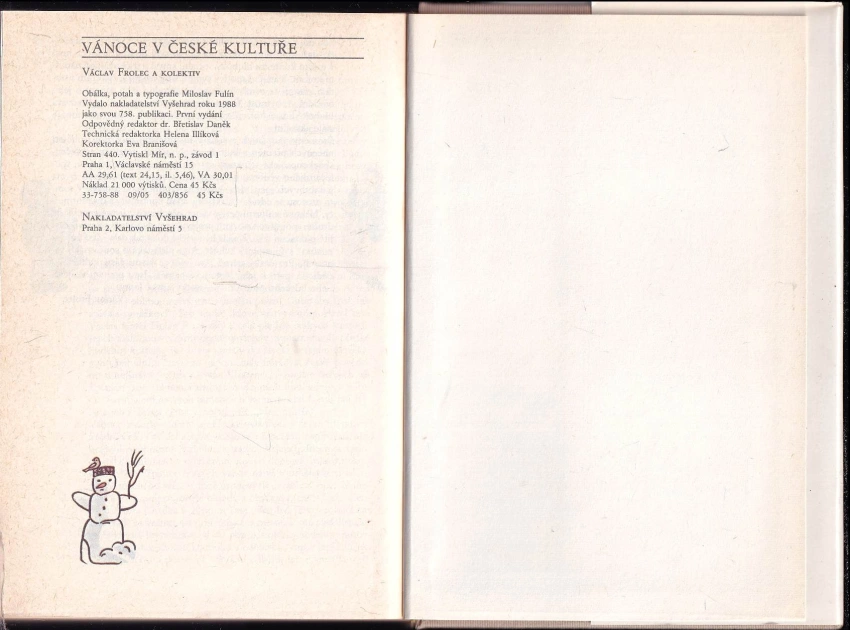 VÁNOCE V ČESKÉ KULTUŘE
VÁCLAV FROLEC A KOLEKTIV
Obálka, potah a typografie Miloslav Fulín
Vydalo nakladatelství Vyšehrad roku 1988
jako svou 758. publikaci. První vydání
Odpovědný redaktor dr. Břetislav Daněk
Technická redaktorka Helena Illíková
Korektorka Eva Branišová
Stran 440. Vytiskl Mír, n. p., závod 1
Praha 1, Václavské náměstí 15
AA 29,61 (text 24,15, il. 5,46), VA 30,01
Náklad 21 000 výtisků. Cena 45 Kčs
33-758-88 09/05 403/856 45 Kčs
NAKLADATELSTVÍ VYŠEHRAD
Praha 2, Karlovo náměstí 5